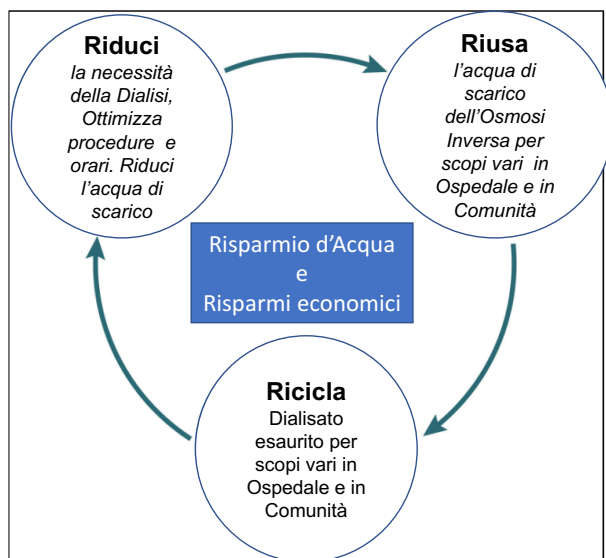 Riduci
la necessità
della Dialisi,
Ottimizza
procedure e
orari. Riduci
l'acqua di
scarico
Riusa
l'acqua di
scarico
dell'Osmosi
Inversa per
scopi vari in
Ospedale e in
Comunità
Risparmio d'Acqua
e
Risparmi economici
Ricicla
Dialisato
esaurito per
scopi vari in
Ospedale e in
Comunità